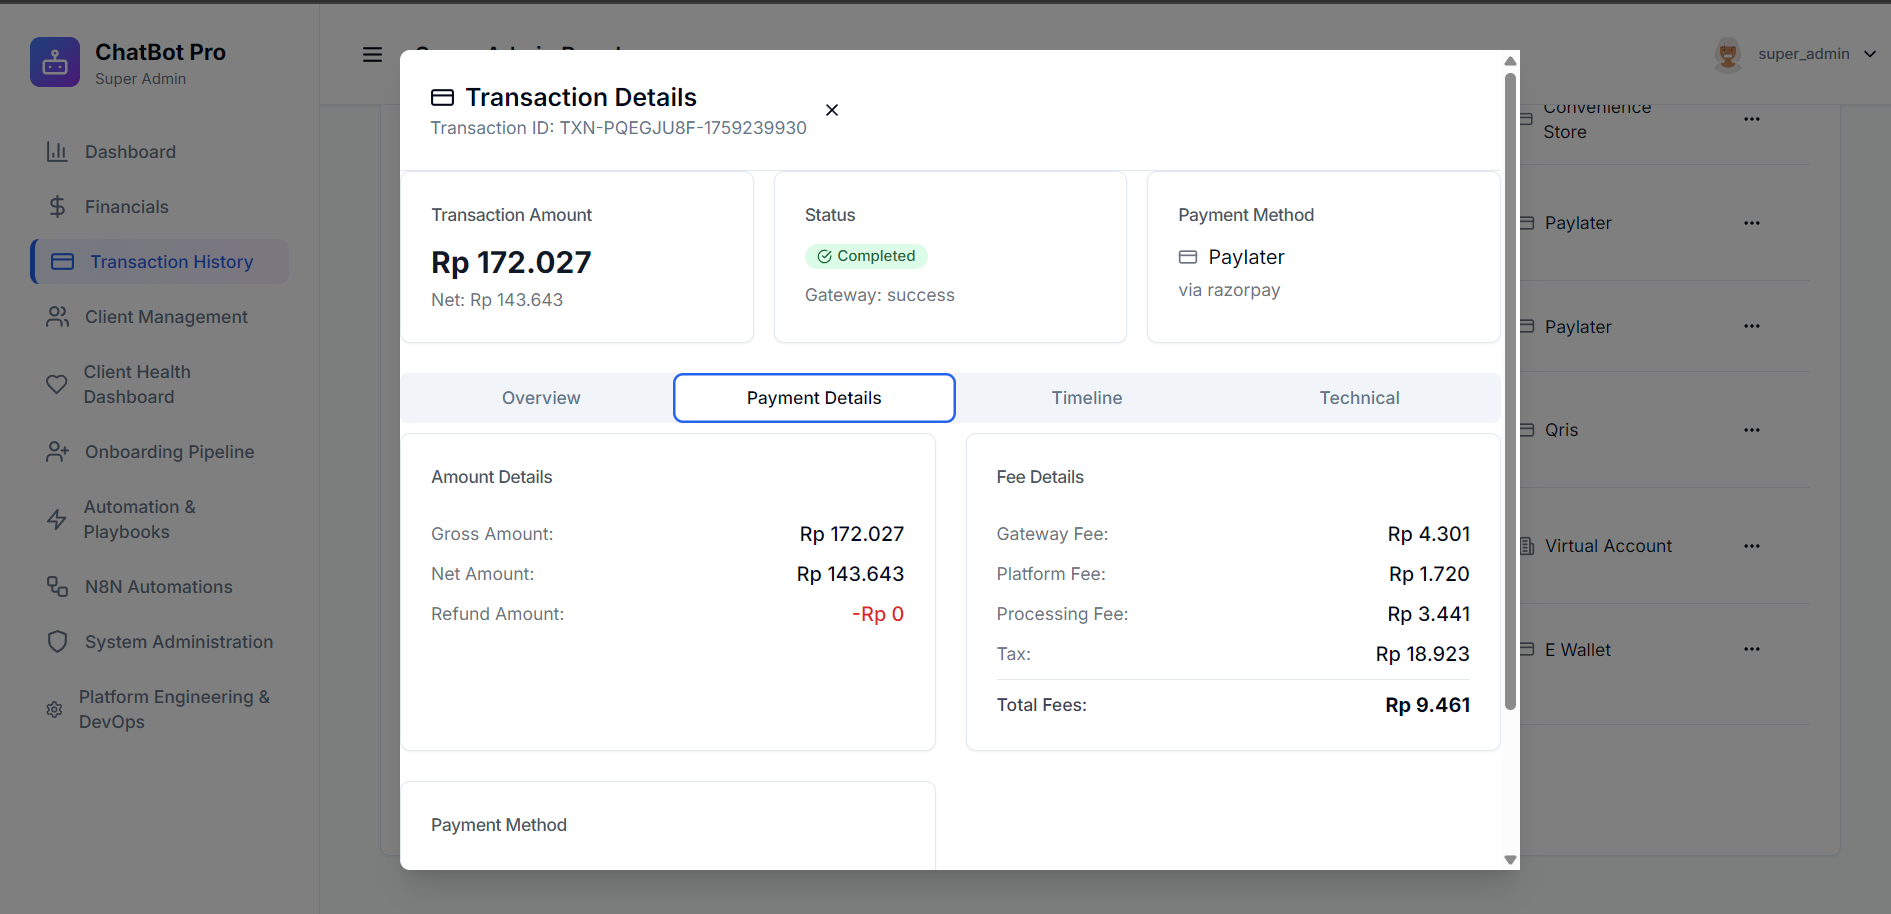 ChatBot Pro
Super Admin
Dashboard
Financials
Transaction History
Client Management
Client Health
Dashboard
Onboarding Pipeline
Automation &
Playbooks
N8N Automations
System Administration
Platform Engineering &
DevOps
super_admin
Transaction Details
Transaction ID: TXN-PQEGJU8F-1759239930
Transaction Amount
Rp 172.027
Net: Rp 143.643
Status
Completed
Gateway: success
Payment Method
Paylater
via razorpay
Overview
Payment Details
Timeline
Technical
Amount Details
Gross Amount: Rp 172.027
Net Amount: Rp 143.643
Refund Amount: -Rp 0
Fee Details
Gateway Fee: Rp 4.301
Platform Fee: Rp 1.720
Processing Fee: Rp 3.441
Tax: Rp 18.923
Total Fees: Rp 9.461
Payment Method
Convenience
Store
Paylater
Paylater
Qris
Virtual Account
E Wallet